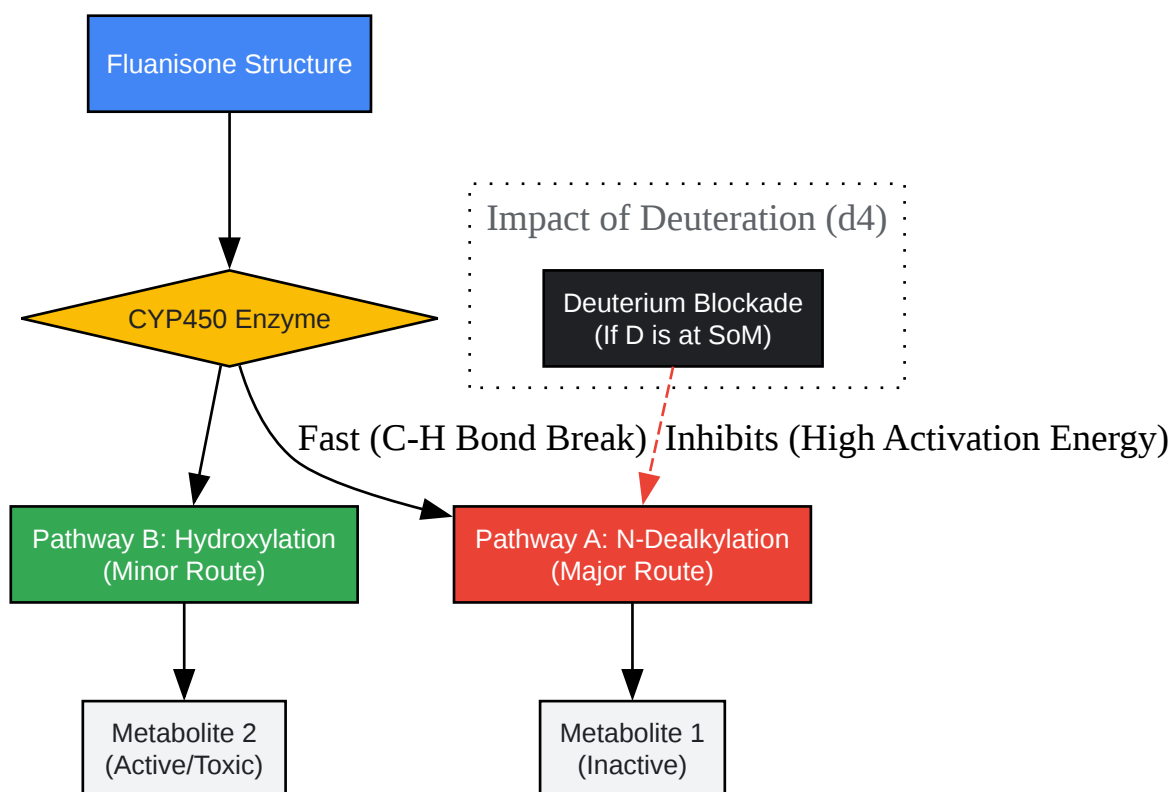 Fluanisone Structure
Impact of Deuteration (d4)
CYP450 Enzyme
Deuterium Blockade
(If D is at SoM)
Fast (C-H Bond Break)
Inhibits (High Activation Energy)
Pathway B: Hydroxylation
(Minor Route)
Pathway A: N-Dealkylation
(Major Route)
Metabolite 2
(Active/Toxic)
Metabolite 1
(Inactive)